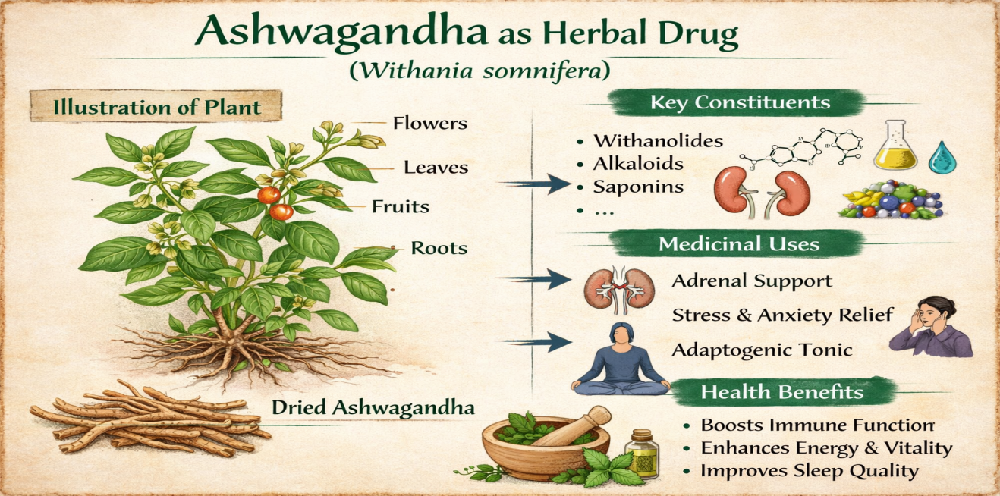 Ashwagandha as Herbal Drug
(Withania somnifera)
Illustration of Plant
Flowers
Leaves
Fruits
Roots
Dried Ashwagandha
Key Constituents
• Withanolides
• Alkaloids
• Saponins
• ...
Medicinal Uses
Adrenal Support
Stress & Anxiety Relief
Adaptogenic Tonic
Health Benefits
• Boosts Immune Function
• Enhances Energy & Vitality
• Improves Sleep Quality